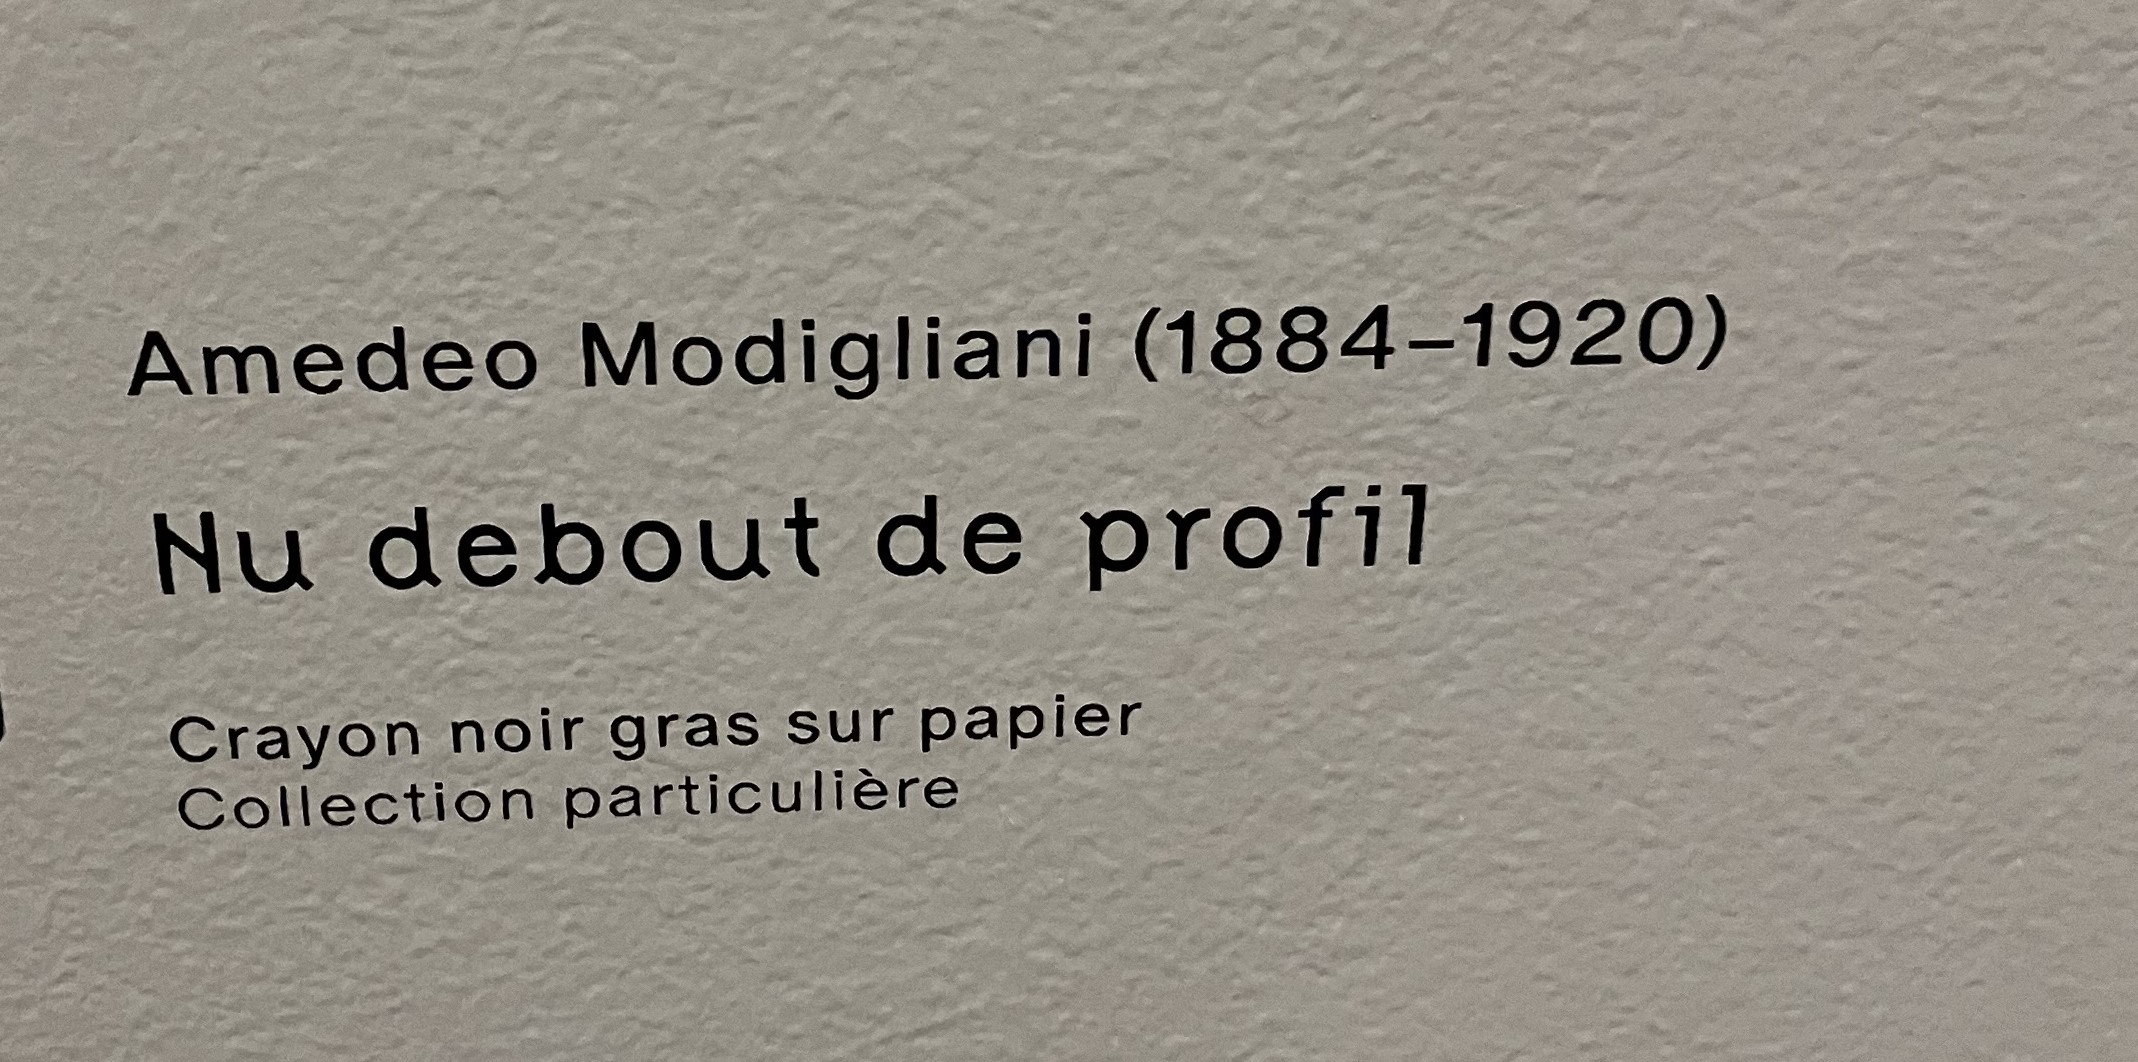 Amedeo Modigliani (1884–1920)
Nu debout de profil
Crayon noir gras sur papier
Collection particulière